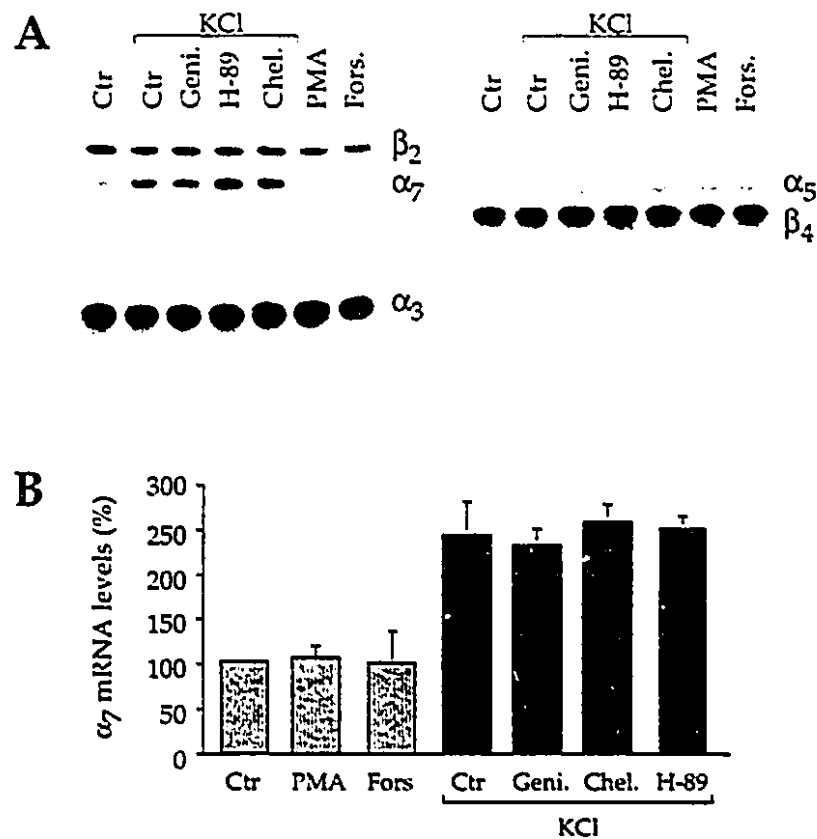 A
KCl
Ctr Ctr Geni. H-89 Chel. PMA Fors.
β2
α7
α3
KCl
Ctr Ctr Geni. H-89 Chel. PMA Fors.
α5
β4
B
α7 mRNA levels (%)
300
250
200
150
100
50
0
Ctr PMA Fors Ctr Geni. Chel. H-89
KCl